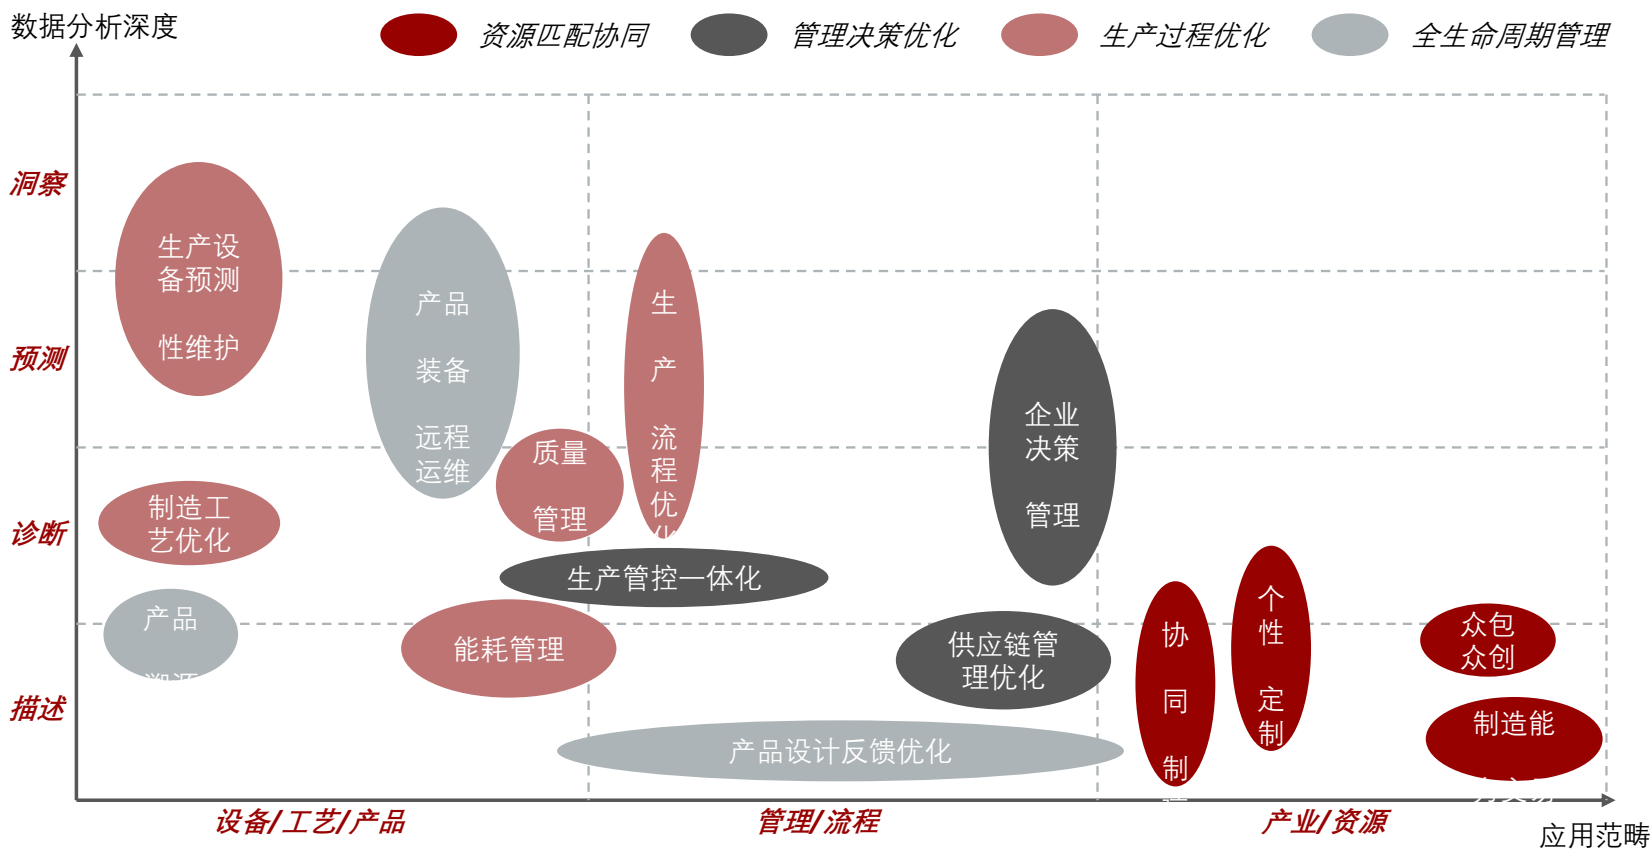 数据分析深度
资源匹配协同
管理决策优化
生产过程优化
全生命周期管理
洞察
预测
诊断
描述
生产设
备预测
性维护
产品
装备
远程
运维
生
产
流
程
优
化
企业
决策
管理
质量
管理
制造工
艺优化
生产管控一体化
产品
溯源
能耗管理
供应链管
理优化
协
同
制
造
个
性
定
制
众包
众创
制造能
力交易
产品设计反馈优化
设备/工艺/产品
管理/流程
产业/资源
应用范畴